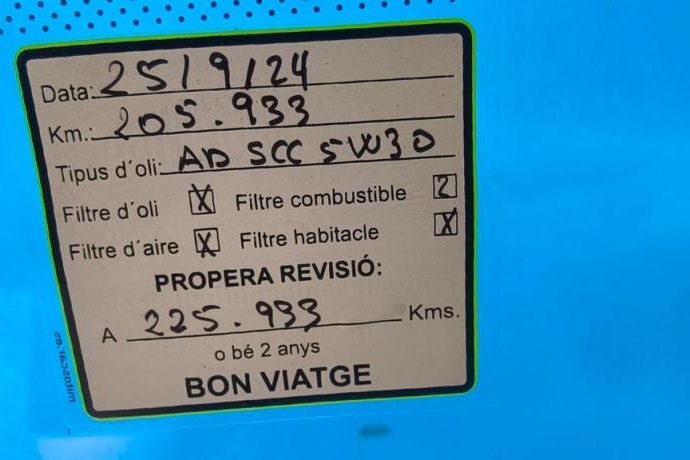 Data: 25/9/24
Km.: 205.933
Tipus d´oli: AD SCC 5W30
Filtre d´oli X Filtre combustible 2
Filtre d´aire X Filtre habitacle X
PROPERA REVISIÓ:
A 225.933 Kms.
o bé 2 anys
BON VIATGE